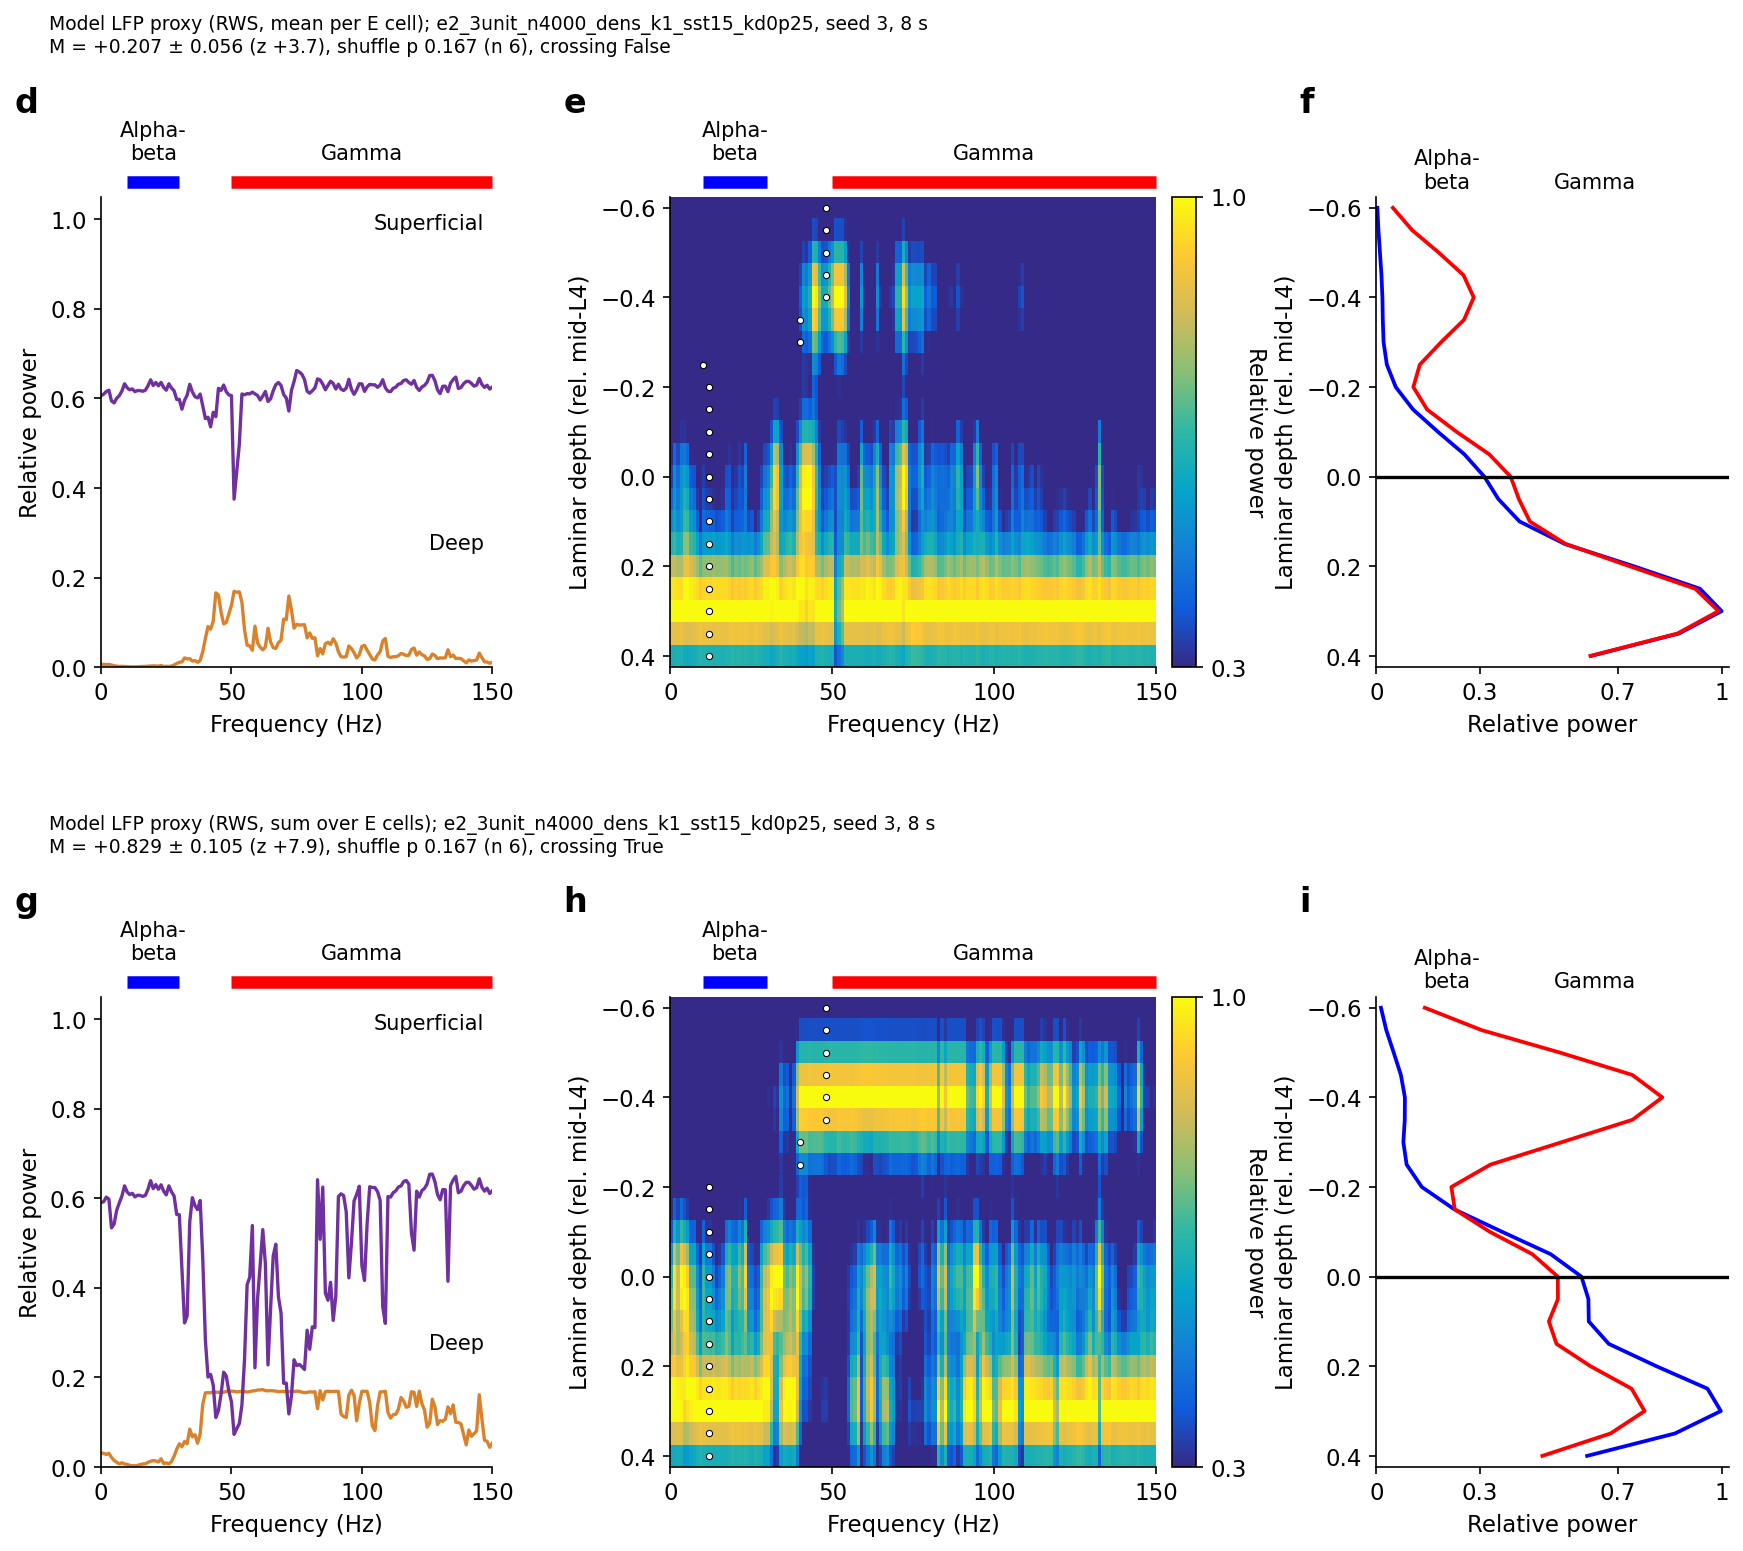 Model LFP proxy (RWS, mean per E cell); e2_3unit_n4000_dens_k1_sst15_kd0p25, seed 3, 8 s
M = +0.207 ± 0.056 (z +3.7), shuffle p 0.167 (n 6), crossing False
d
Alpha-
beta
Gamma
Superficial
Deep
Relative power
1.0
0.8
0.6
0.4
0.2
0.0
0
50
100
150
Frequency (Hz)
e
Alpha-
beta
Gamma
Laminar depth (rel. mid-L4)
−0.6
−0.4
−0.2
0.0
0.2
0.4
0
50
100
150
Frequency (Hz)
1.0
0.3
Relative power
f
Alpha-
beta
Gamma
Laminar depth (rel. mid-L4)
−0.6
−0.4
−0.2
0.0
0.2
0.4
0
0.3
0.7
1
Relative power
Model LFP proxy (RWS, sum over E cells); e2_3unit_n4000_dens_k1_sst15_kd0p25, seed 3, 8 s
M = +0.829 ± 0.105 (z +7.9), shuffle p 0.167 (n 6), crossing True
g
Alpha-
beta
Gamma
Superficial
Deep
Relative power
1.0
0.8
0.6
0.4
0.2
0.0
0
50
100
150
Frequency (Hz)
h
Alpha-
beta
Gamma
Laminar depth (rel. mid-L4)
−0.6
−0.4
−0.2
0.0
0.2
0.4
0
50
100
150
Frequency (Hz)
1.0
0.3
Relative power
i
Alpha-
beta
Gamma
Laminar depth (rel. mid-L4)
−0.6
−0.4
−0.2
0.0
0.2
0.4
0
0.3
0.7
1
Relative power